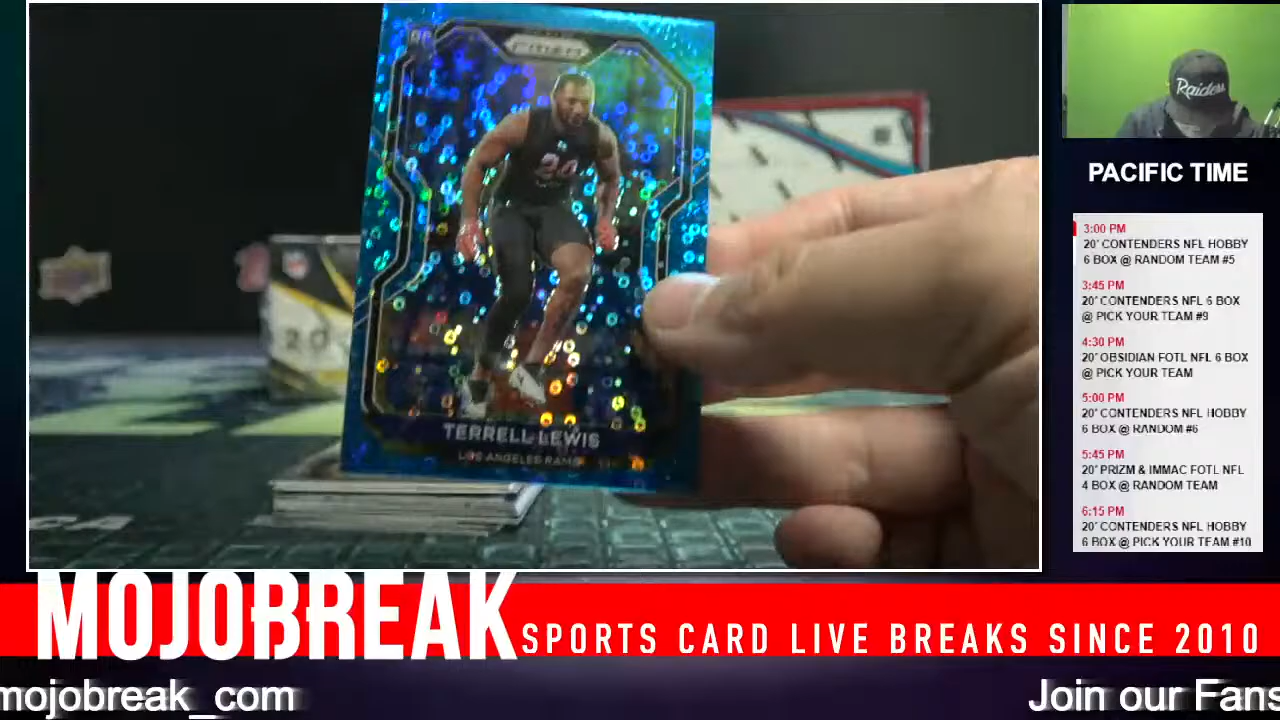 PRIZM
24
TERRELL LEWIS
LOS ANGELES RAMS
Raiders
PACIFIC TIME
3:00 PM
20' CONTENDERS NFL HOBBY
6 BOX @ RANDOM TEAM #5
3:45 PM
20' CONTENDERS NFL 6 BOX
@ PICK YOUR TEAM #9
4:30 PM
20' OBSIDIAN FOTL NFL 6 BOX
@ PICK YOUR TEAM
5:00 PM
20' CONTENDERS NFL HOBBY
6 BOX @ RANDOM #6
5:45 PM
20' PRIZM & IMMAC FOTL NFL
4 BOX @ RANDOM TEAM
6:15 PM
20' CONTENDERS NFL HOBBY
6 BOX @ PICK YOUR TEAM #10
MOJOBREAK
SPORTS CARD LIVE BREAKS SINCE 2010
mojobreak_com
Join our Fans